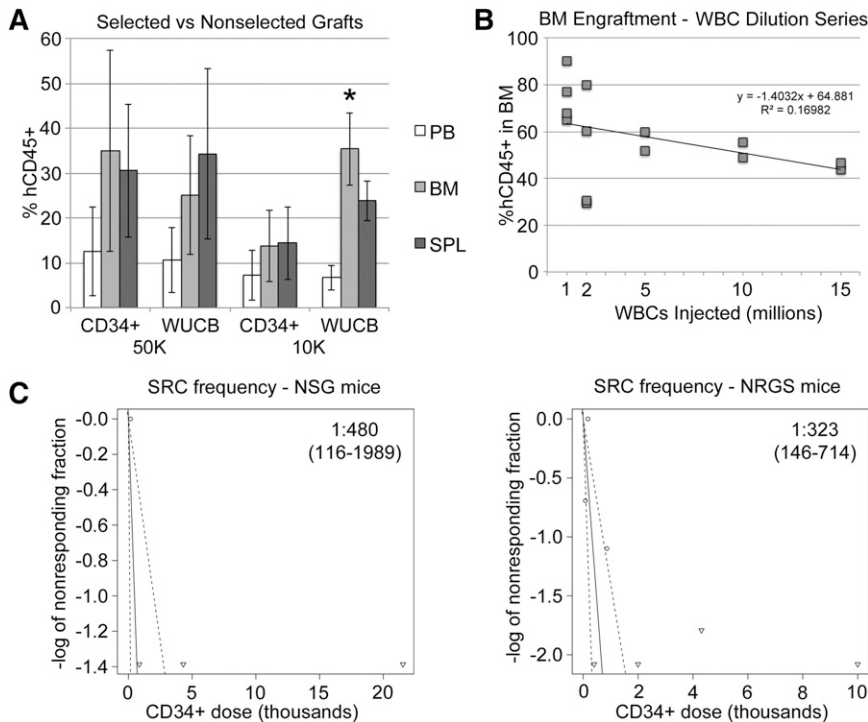 A
Selected vs Nonselected Grafts
% hCD45+
60
50
40
30
20
10
0
*
CD34+ WUCB CD34+ WUCB
50K 10K
PB
BM
SPL
B
BM Engraftment - WBC Dilution Series
%hCD45+ in BM
100
80
60
40
20
0
y = -1.4032x + 64.881
R² = 0.16982
1 2 5 10 15
WBCs Injected (millions)
C
SRC frequency - NSG mice
-log of nonresponding fraction
-0.0
-0.2
-0.4
-0.6
-0.8
-1.0
-1.2
-1.4
1:480
(116-1989)
0 5 10 15 20
CD34+ dose (thousands)
SRC frequency - NRGS mice
-log of nonresponding fraction
0.0
-0.5
-1.0
-1.5
-2.0
1:323
(146-714)
0 2 4 6 8 10
CD34+ dose (thousands)